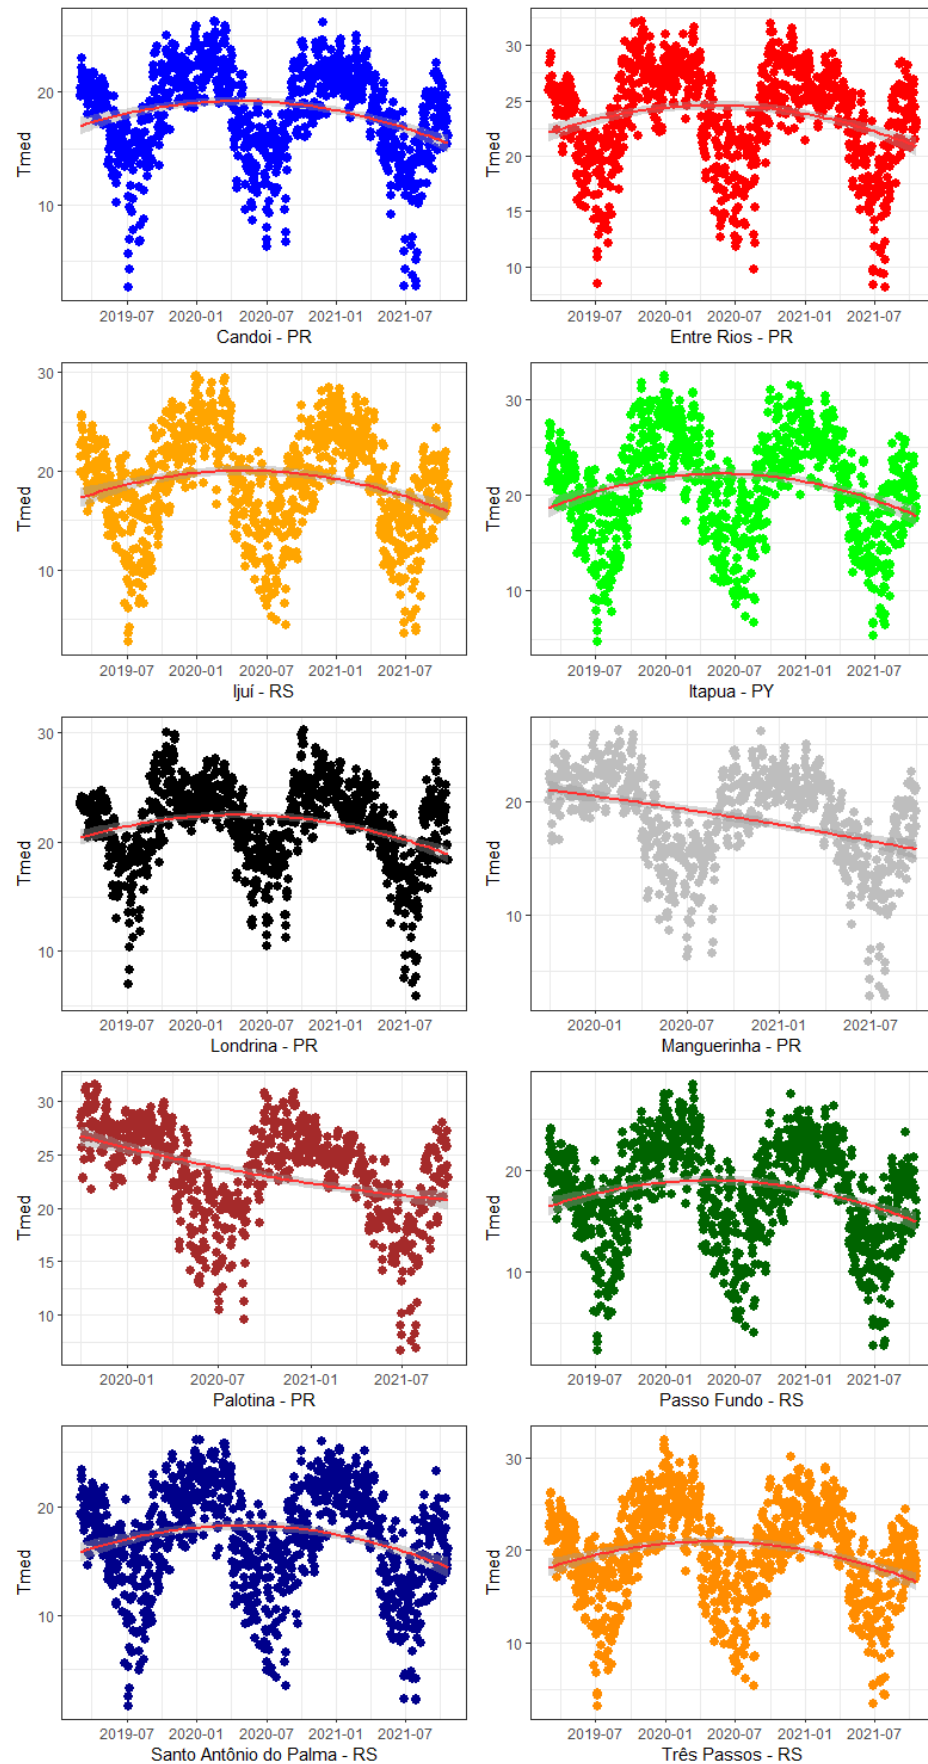 20
10
Tmed
2019-07 2020-01 2020-07 2021-01 2021-07
Candoi - PR
30
25
20
15
10
Tmed
2019-07 2020-01 2020-07 2021-01 2021-07
Entre Rios - PR
30
20
10
Tmed
2019-07 2020-01 2020-07 2021-01 2021-07
Ijuí - RS
30
20
10
Tmed
2019-07 2020-01 2020-07 2021-01 2021-07
Itapua - PY
30
20
10
Tmed
2019-07 2020-01 2020-07 2021-01 2021-07
Londrina - PR
20
10
Tmed
2020-01 2020-07 2021-01 2021-07
Manguerinha - PR
30
25
20
15
10
Tmed
2020-01 2020-07 2021-01 2021-07
Palotina - PR
20
10
Tmed
2019-07 2020-01 2020-07 2021-01 2021-07
Passo Fundo - RS
20
10
Tmed
2019-07 2020-01 2020-07 2021-01 2021-07
Santo Antônio do Palma - RS
30
20
10
Tmed
2019-07 2020-01 2020-07 2021-01 2021-07
Três Passos - RS